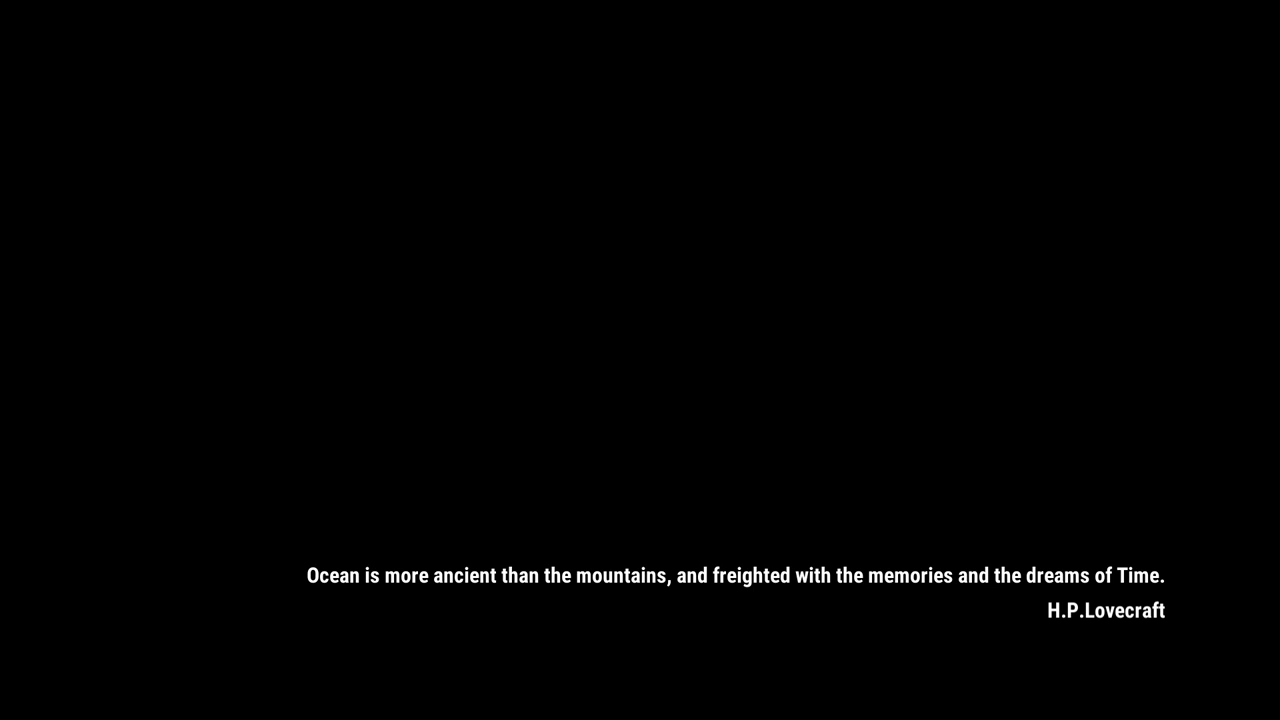 Ocean is more ancient than the mountains, and freighted with the memories and the dreams of Time.
H.P.Lovecraft